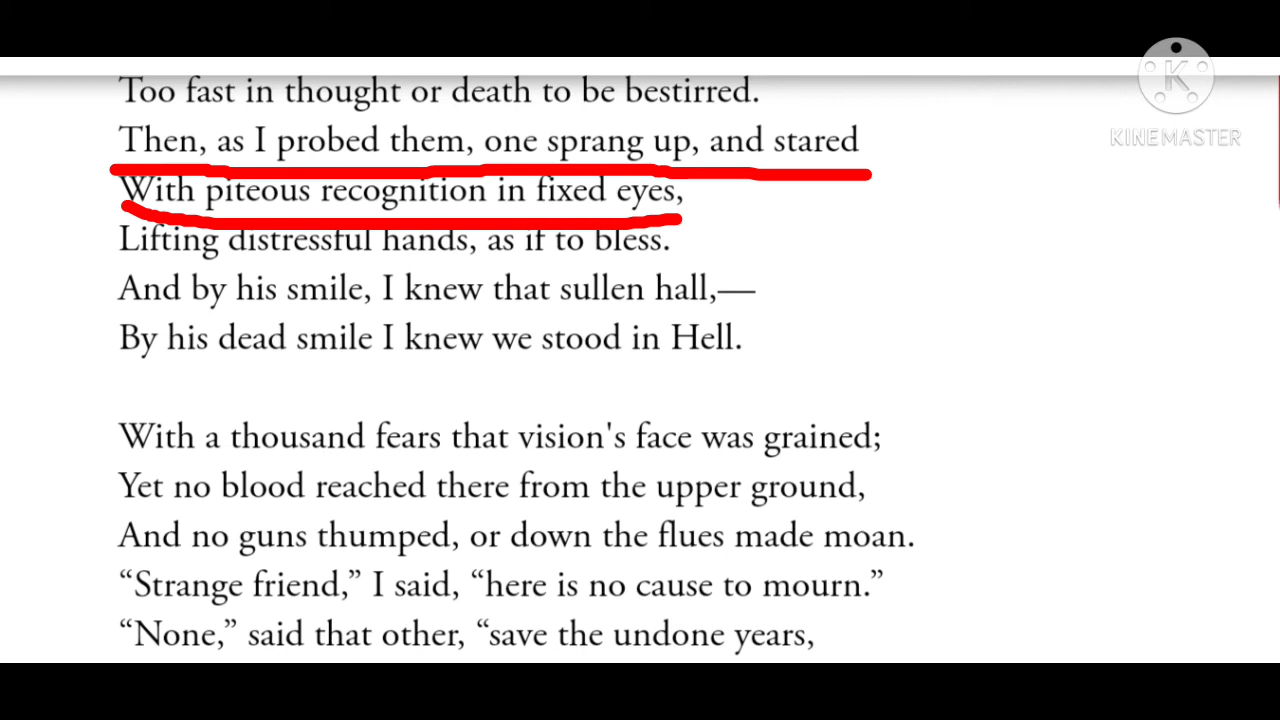 Too fast in thought or death to be bestirred.
Then, as I probed them, one sprang up, and stared
With piteous recognition in fixed eyes,
Lifting distressful hands, as if to bless.
And by his smile, I knew that sullen hall,—
By his dead smile I knew we stood in Hell.
With a thousand fears that vision's face was grained;
Yet no blood reached there from the upper ground,
And no guns thumped, or down the flues made moan.
“Strange friend,” I said, “here is no cause to mourn.”
“None,” said that other, “save the undone years,
K
KINEMASTER